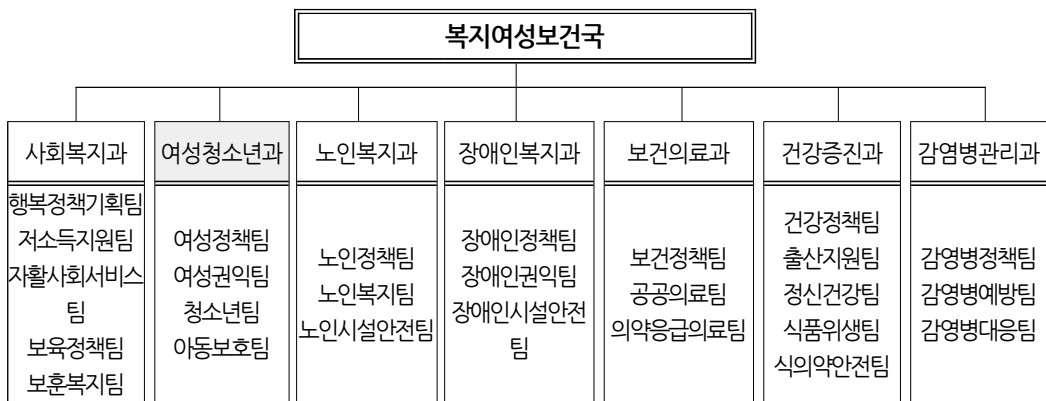 복지여성보건국
사회복지과
행복정책기획팀
저소득지원팀
자활사회서비스
팀
보육정책팀
보훈복지팀
여성청소년과
여성정책팀
여성권익팀
청소년팀
아동보호팀
노인복지과
노인정책팀
노인복지팀
노인시설안전팀
장애인복지과
장애인정책팀
장애인권익팀
장애인시설안전
팀
보건의료과
보건정책팀
공공의료팀
의약응급의료팀
건강증진과
건강정책팀
출산지원팀
정신건강팀
식품위생팀
식의약안전팀
감염병관리과
감영병정책팀
감영병예방팀
감영병대응팀